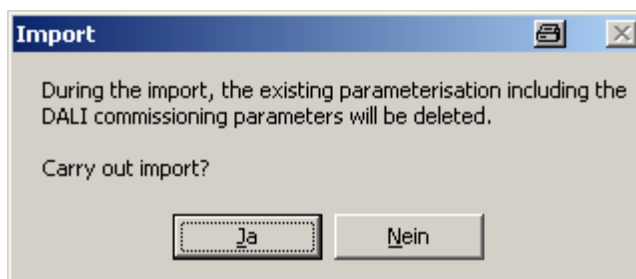 Import
During the import, the existing parameterisation including the
DALI commissioning parameters will be deleted.
Carry out import?
Ja
Nein